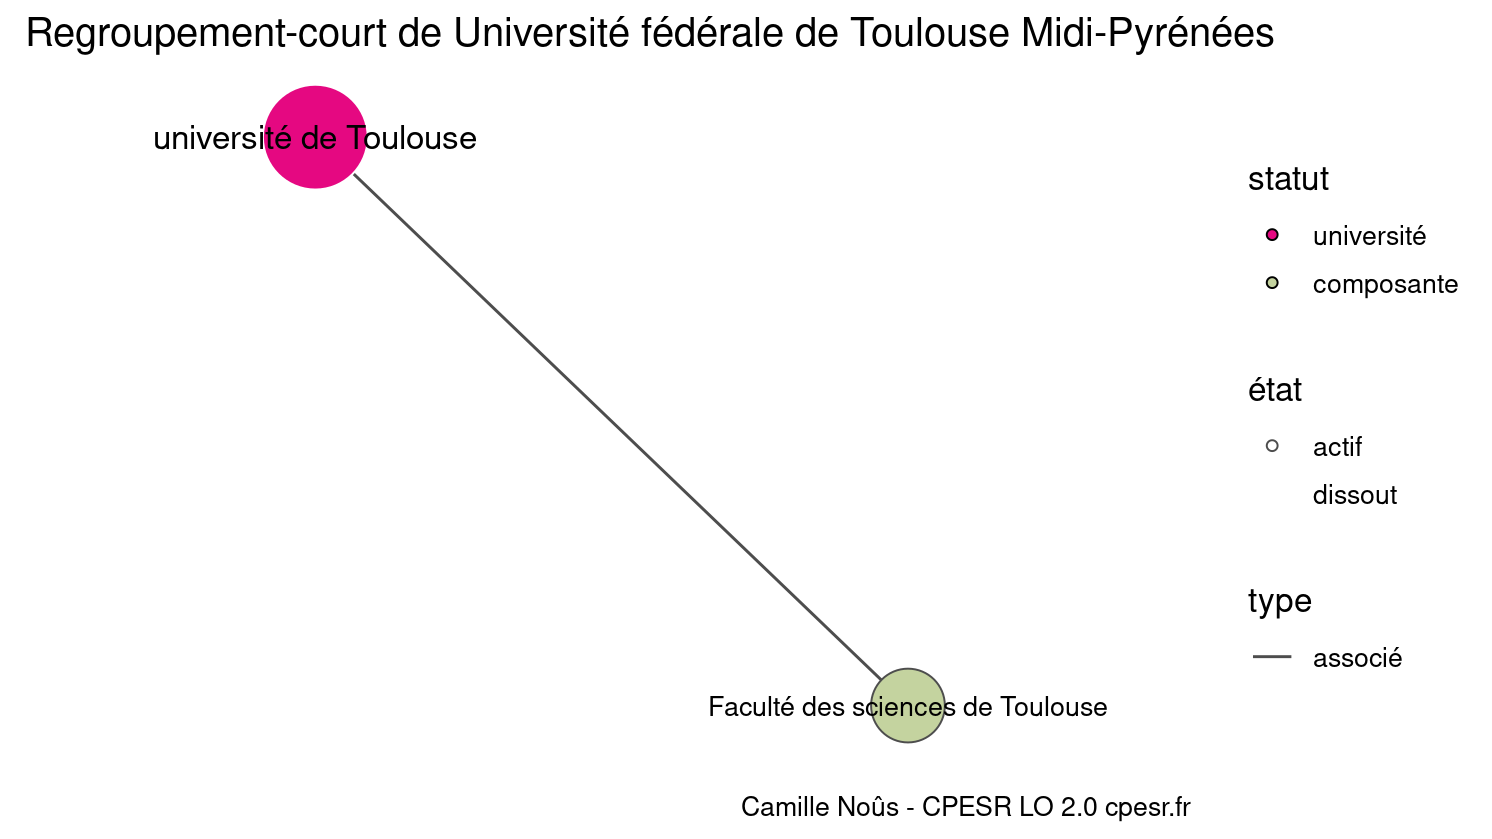 Regroupement-court de Université fédérale de Toulouse Midi-Pyrénées
université de Toulouse
statut
université
composante
état
actif
dissout
type
associé
Faculté des sciences de Toulouse
Camille Noûs - CPESR LO 2.0 cpesr.fr